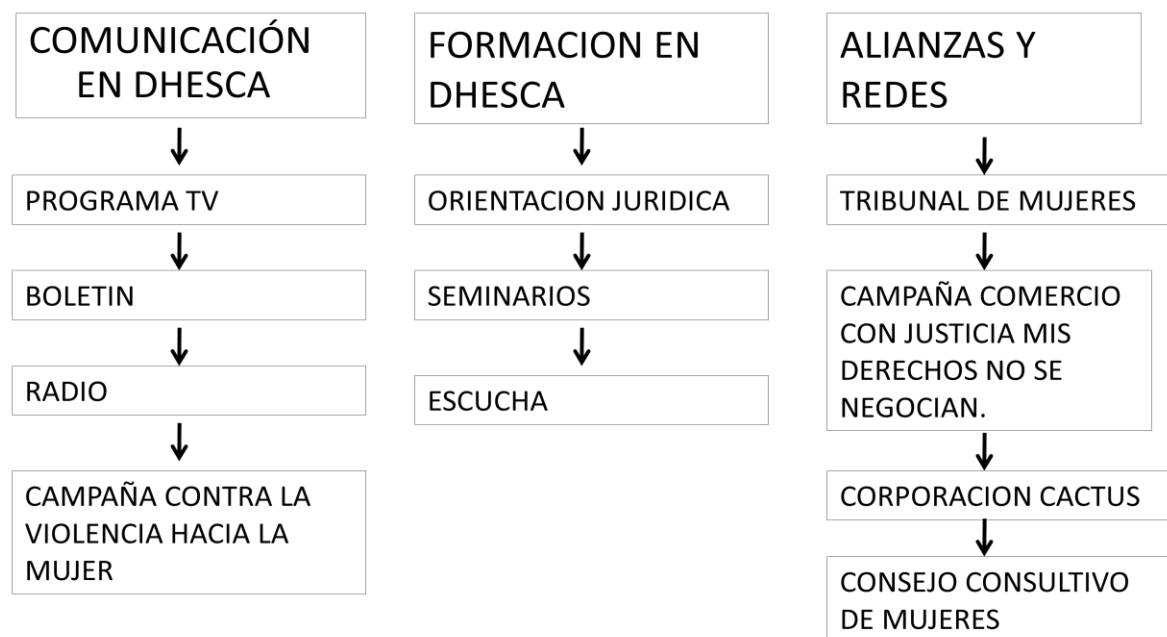 COMUNICACIÓN
EN DHESCA
PROGRAMA TV
BOLETIN
RADIO
CAMPAÑA CONTRA LA
VIOLENCIA HACIA LA
MUJER
FORMACION EN
DHESCA
ORIENTACION JURIDICA
SEMINARIOS
ESCUCHA
ALIANZAS Y
REDES
TRIBUNAL DE MUJERES
CAMPAÑA COMERCIO
CON JUSTICIA MIS
DERECHOS NO SE
NEGOCIAN.
CORPORACION CACTUS
CONSEJO CONSULTIVO
DE MUJERES